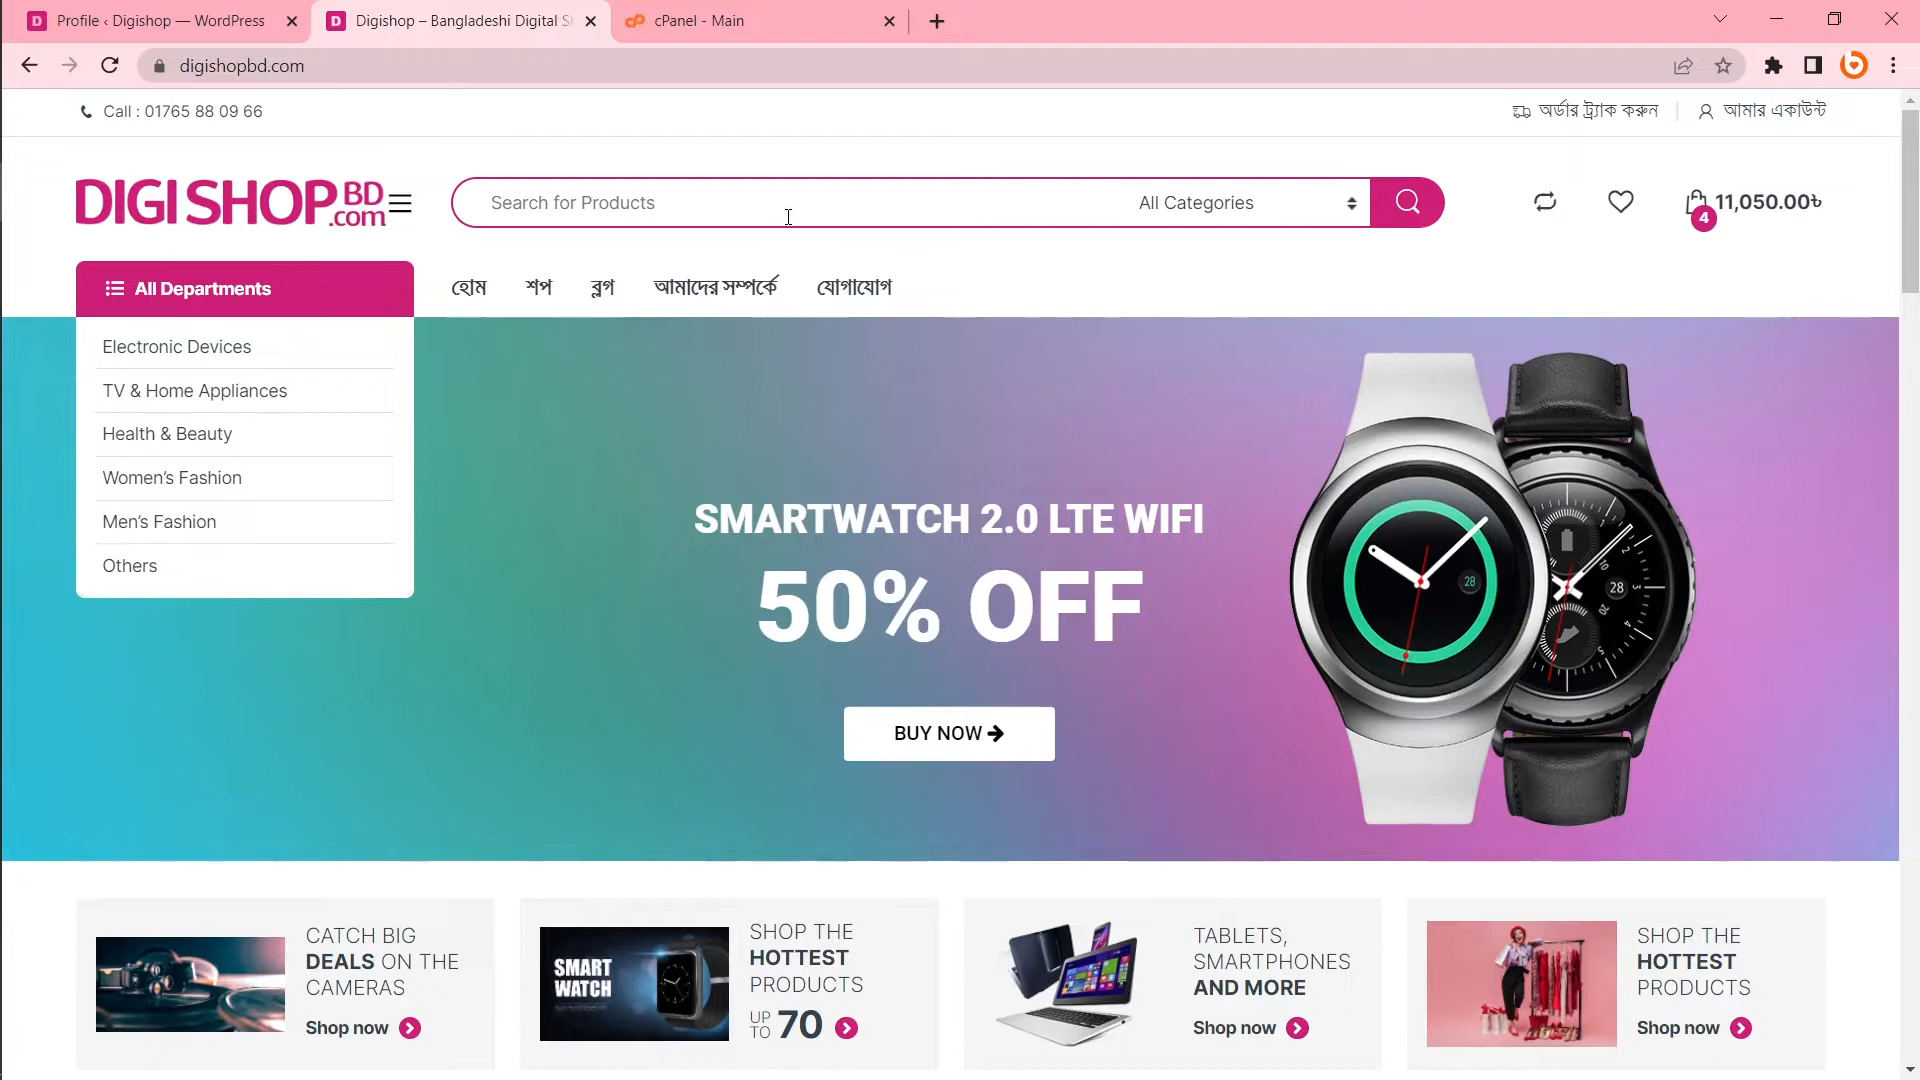 Profile ‹ Digishop — WordPress
Digishop – Bangladeshi Digital S
cPanel - Main
digishopbd.com
Call : 01765 88 09 66
অর্ডার ট্র্যাক করুন
আমার একাউন্ট
DIGI SHOP BD .com
Search for Products
All Categories
4
11,050.00৳
All Departments
হোম
শপ
ব্লগ
আমাদের সম্পর্কে
যোগাযোগ
Electronic Devices
TV & Home Appliances
Health & Beauty
Women’s Fashion
Men’s Fashion
Others
SMARTWATCH 2.0 LTE WIFI
50% OFF
BUY NOW
28
28
CATCH BIG
DEALS ON THE
CAMERAS
Shop now
SMART
WATCH
SHOP THE
HOTTEST
PRODUCTS
UP TO 70
TABLETS,
SMARTPHONES
AND MORE
Shop now
SHOP THE
HOTTEST
PRODUCTS
Shop now